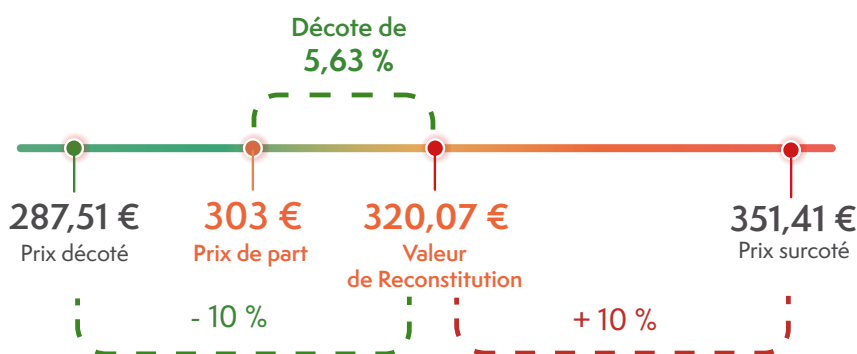 Décote de
5,63 %
287,51 €
Prix décoté
303 €
Prix de part
320,07 €
Valeur
de Reconstitution
351,41 €
Prix surcoté
- 10 %
+ 10 %